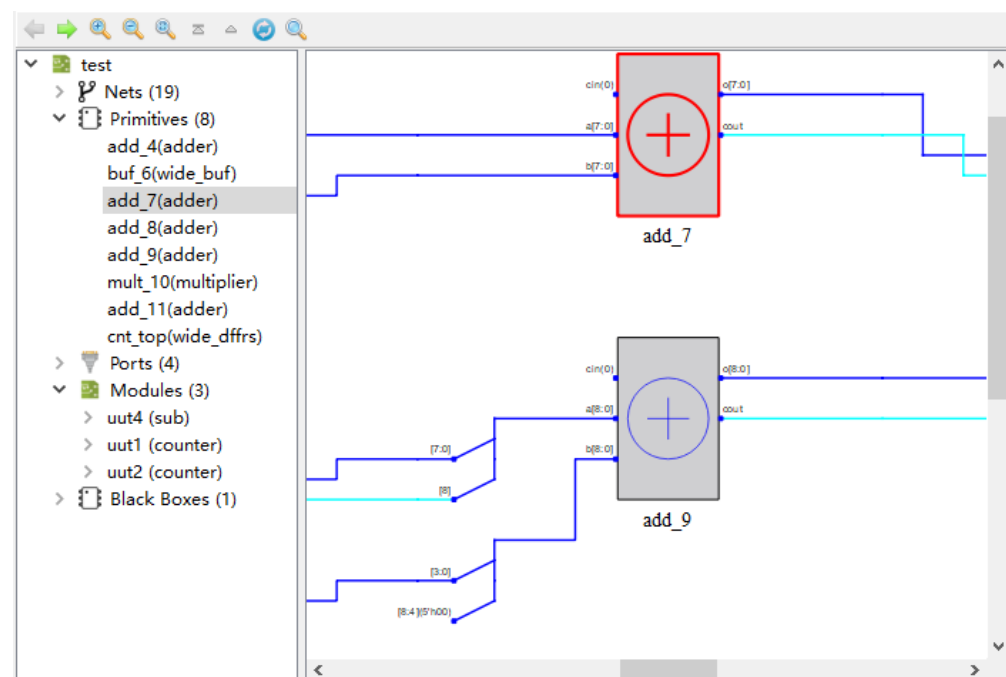 test
Nets (19)
Primitives (8)
add_4(adder)
buf_6(wide_buf)
add_7(adder)
add_8(adder)
add_9(adder)
mult_10(multiplier)
add_11(adder)
cnt_top(wide_dffrs)
Ports (4)
Modules (3)
uut4 (sub)
uut1 (counter)
uut2 (counter)
Black Boxes (1)
cin(0)
o[7:0]
a[7:0]
cout
b[7:0]
add_7
cin(0)
o[8:0]
a[8:0]
cout
b[8:0]
[7:0]
[8]
add_9
[3:0]
[8:4](5'h00)